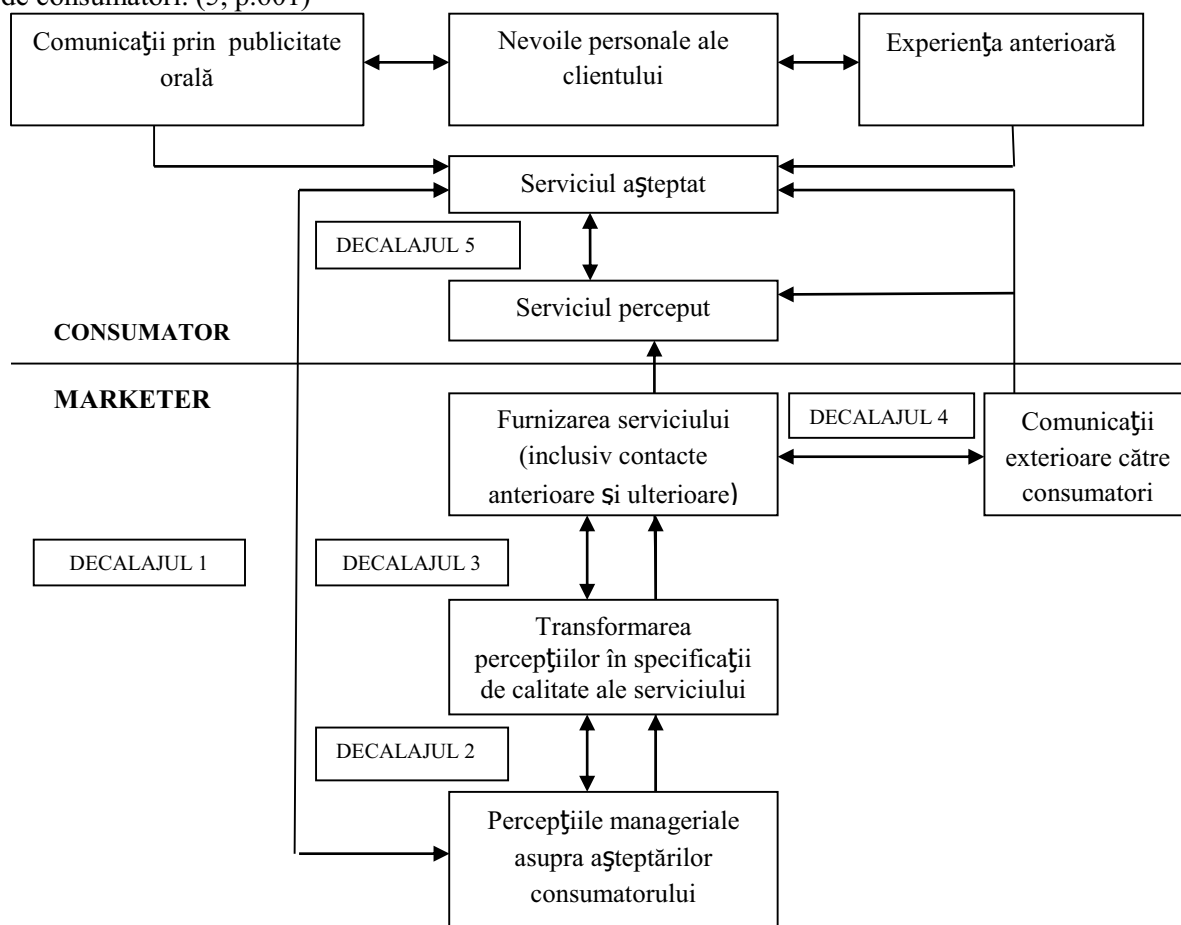 de consumatori. (5, p.601)
Comunicaţii prin publicitate
orală
Nevoile personale ale
clientului
Experienţa anterioară
Serviciul aşteptat
DECALAJUL 5
Serviciul perceput
CONSUMATOR
MARKETER
Furnizarea serviciului
(inclusiv contacte
anterioare şi ulterioare)
DECALAJUL 4
Comunicaţii
exterioare către
consumatori
DECALAJUL 1
DECALAJUL 3
Transformarea
percepţiilor în specificaţii
de calitate ale serviciului
DECALAJUL 2
Percepţiile manageriale
asupra aşteptărilor
consumatorului